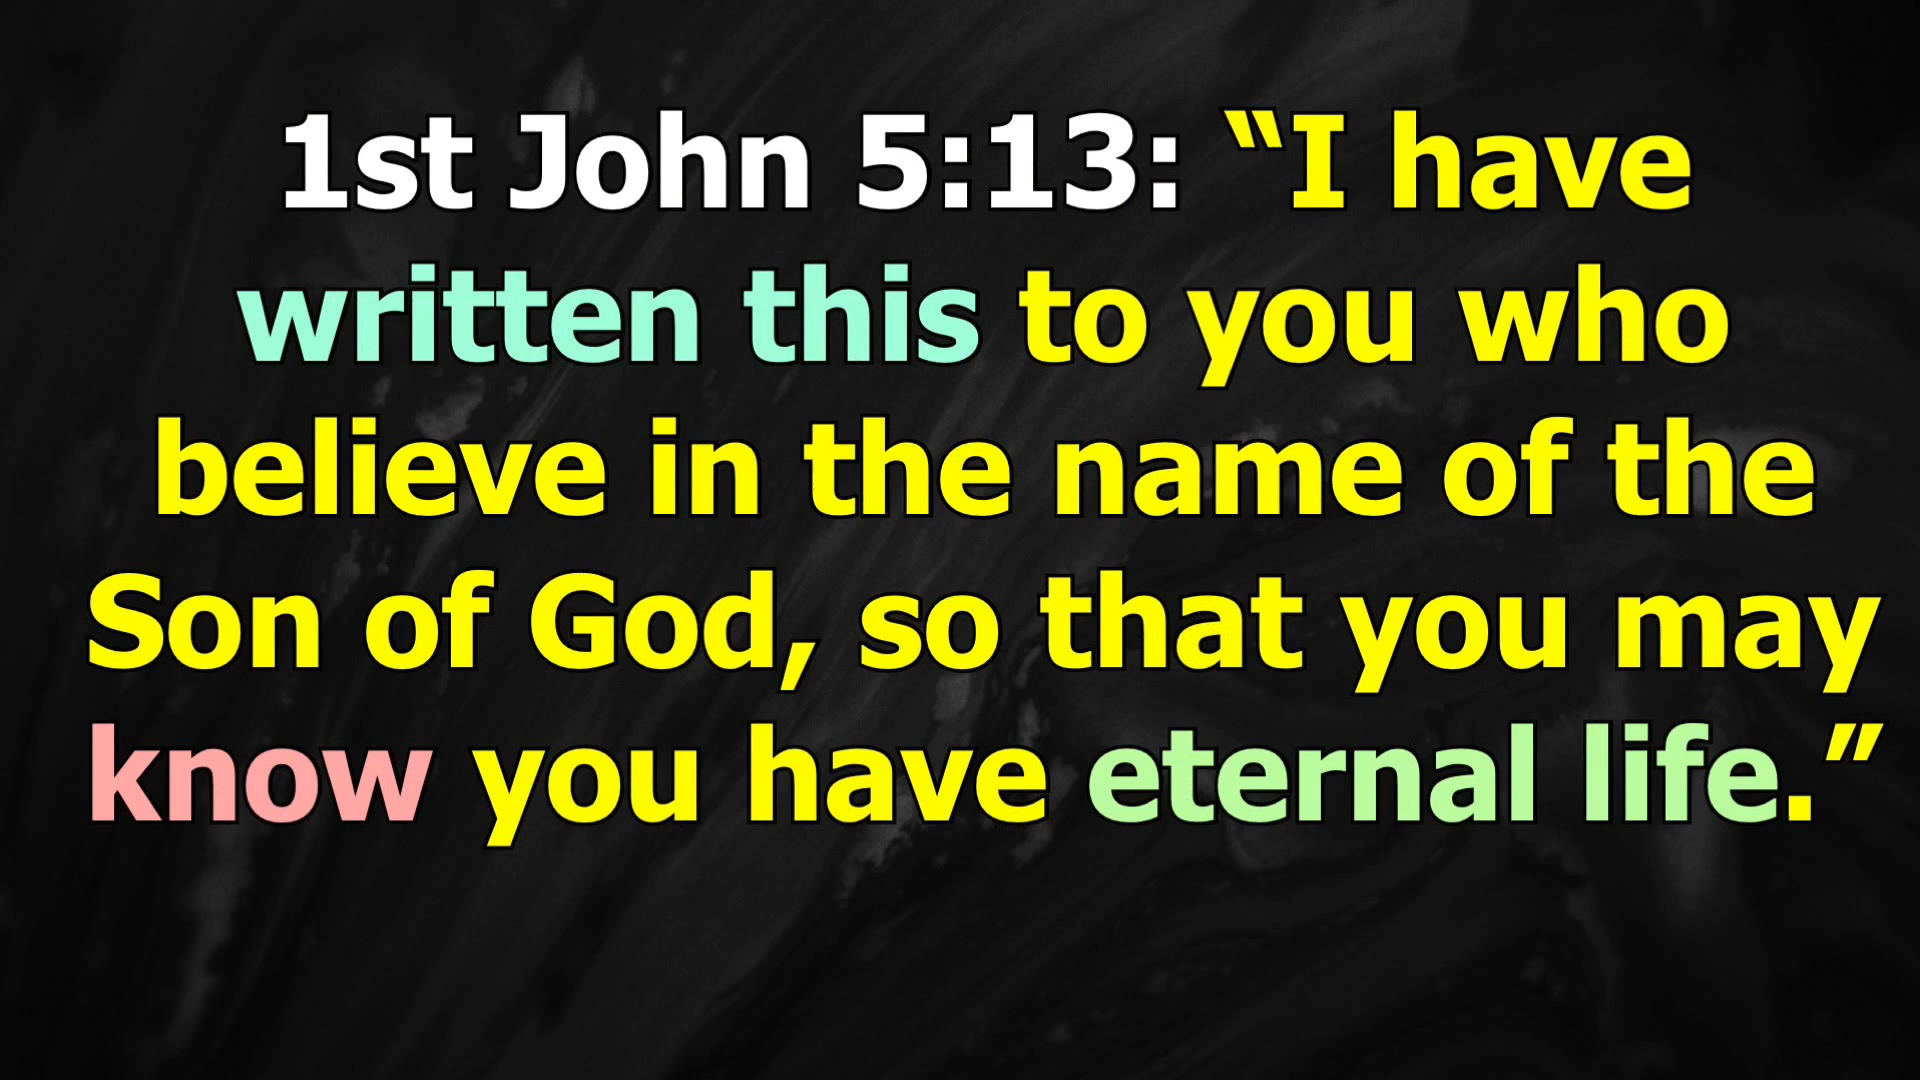 1st John 5:13: “I have
written this to you who
believe in the name of the
Son of God, so that you may
know you have eternal life.”